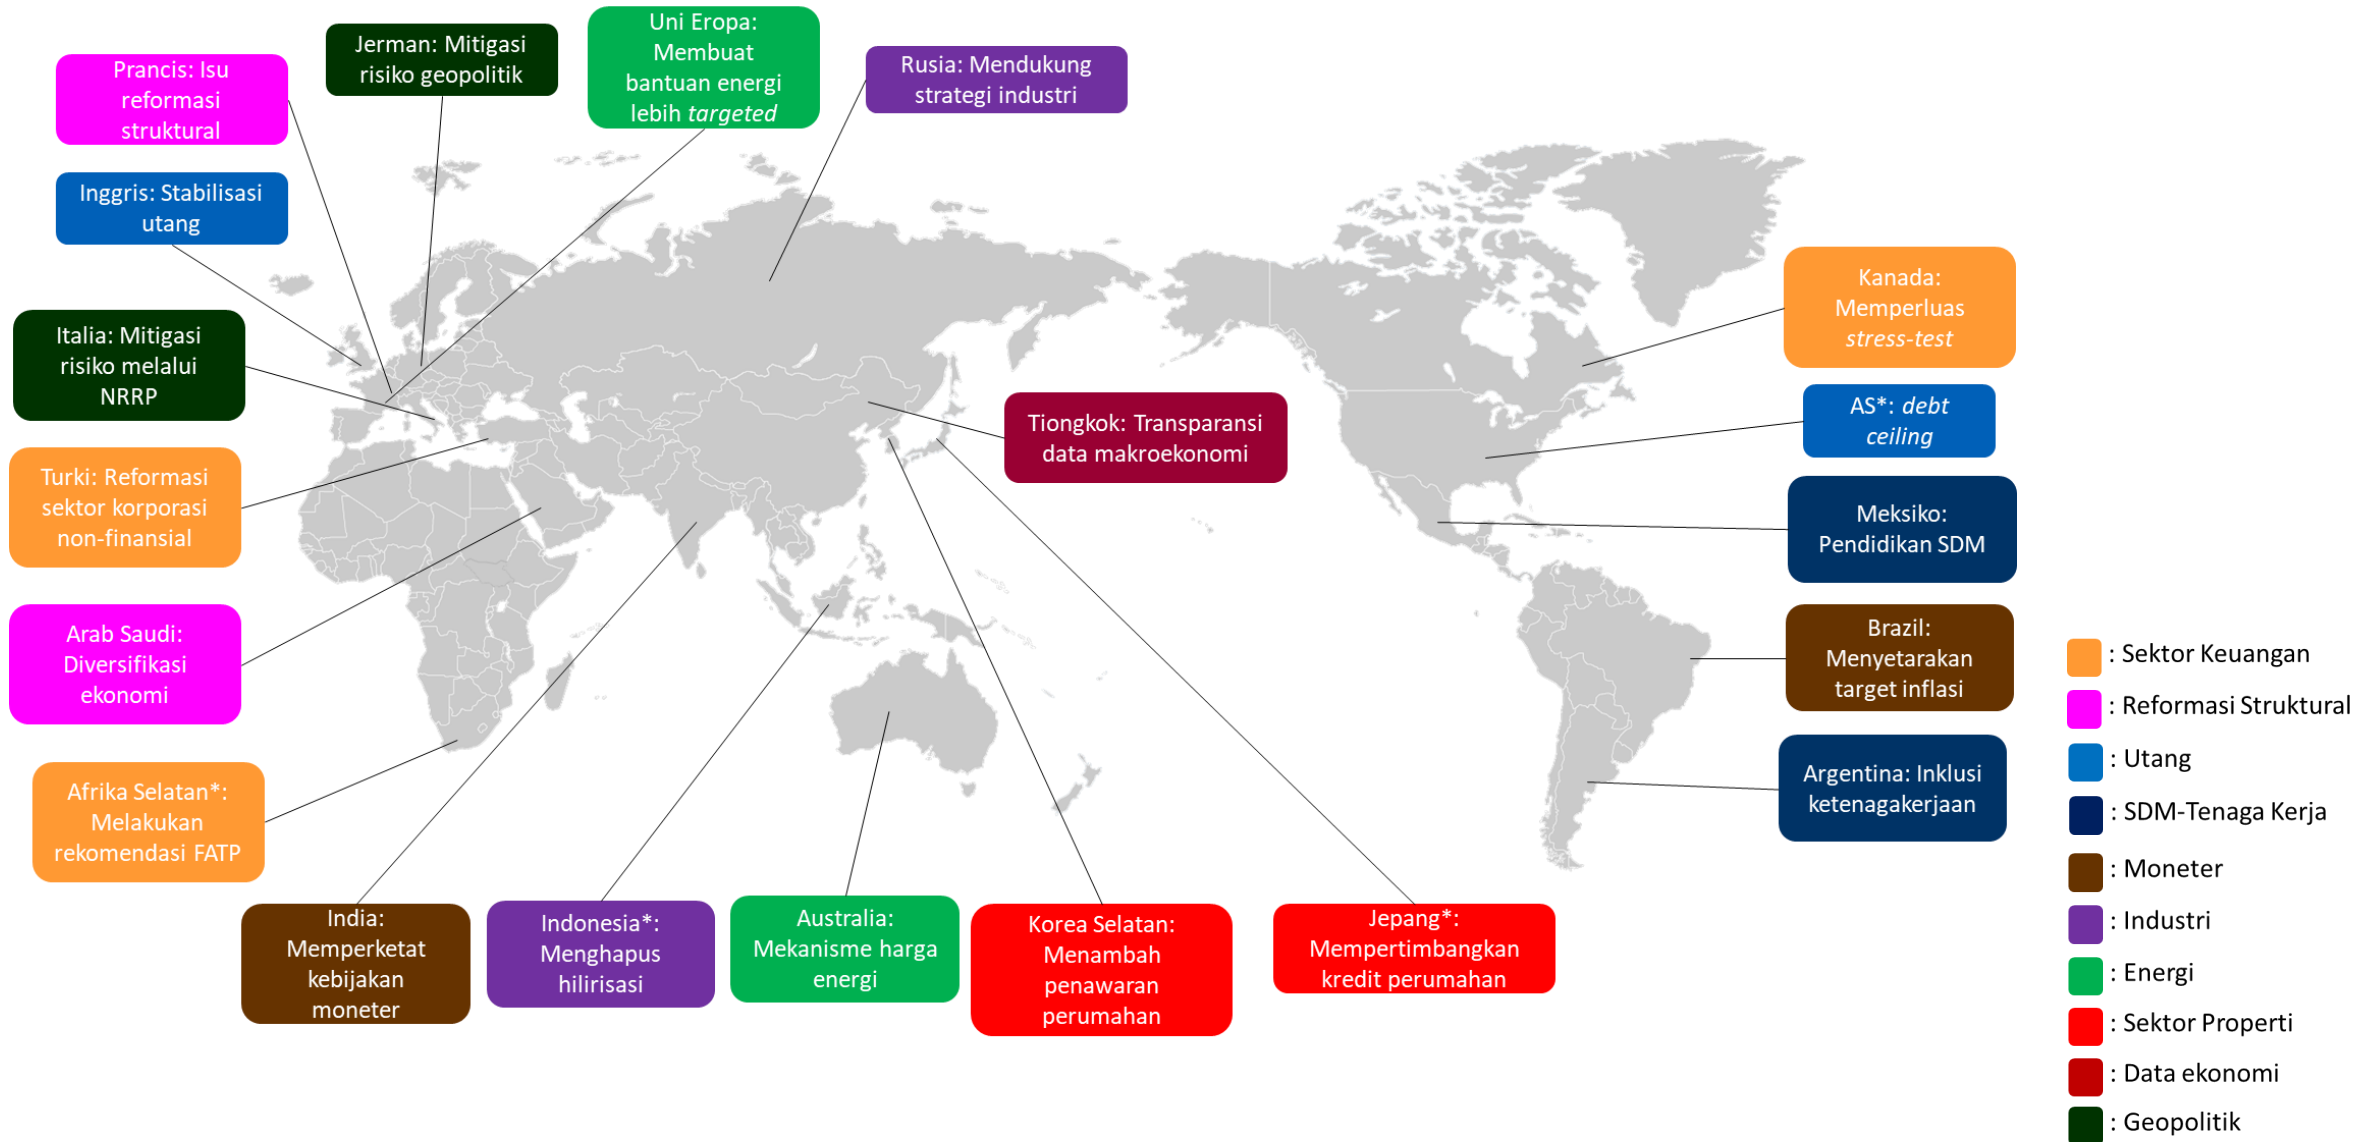 Prancis: Isu
reformasi
struktural
Jerman: Mitigasi
risiko geopolitik
Uni Eropa:
Membuat
bantuan energi
lebih targeted
Rusia: Mendukung
strategi industri
Inggris: Stabilisasi
utang
Italia: Mitigasi
risiko melalui
NRRP
Turki: Reformasi
sektor korporasi
non-finansial
Arab Saudi:
Diversifikasi
ekonomi
Afrika Selatan*:
Melakukan
rekomendasi FATP
India:
Memperketat
kebijakan
moneter
Indonesia*:
Menghapus
hilirisasi
Australia:
Mekanisme harga
energi
Korea Selatan:
Menambah
penawaran
perumahan
Jepang*:
Mempertimbangkan
kredit perumahan
Tiongkok: Transparansi
data makroekonomi
Kanada:
Memperluas
stress-test
AS*: debt
ceiling
Meksiko:
Pendidikan SDM
Brazil:
Menyetarakan
target inflasi
Argentina: Inklusi
ketenagakerjaan
: Sektor Keuangan
: Reformasi Struktural
: Utang
: SDM-Tenaga Kerja
: Moneter
: Industri
: Energi
: Sektor Properti
: Data ekonomi
: Geopolitik